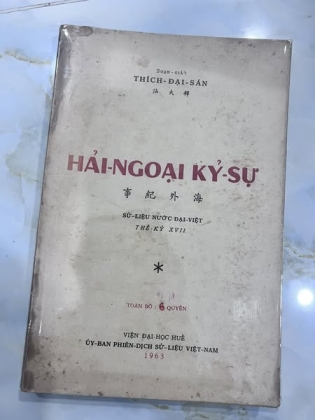 Soạn-giả:
THÍCH-ĐẠI-SÁN
汕大釋
HẢI-NGOẠI KỶ-SỰ
事紀外海
SỬ-LIỆU NƯỚC ĐẠI-VIỆT
THẾ KỶ XVII
*
TOÀN BỘ: 6 QUYỂN
VIỆN ĐẠI-HỌC HUẾ
ỦY-BAN PHIÊN-DỊCH SỬ-LIỆU VIỆT-NAM
1963